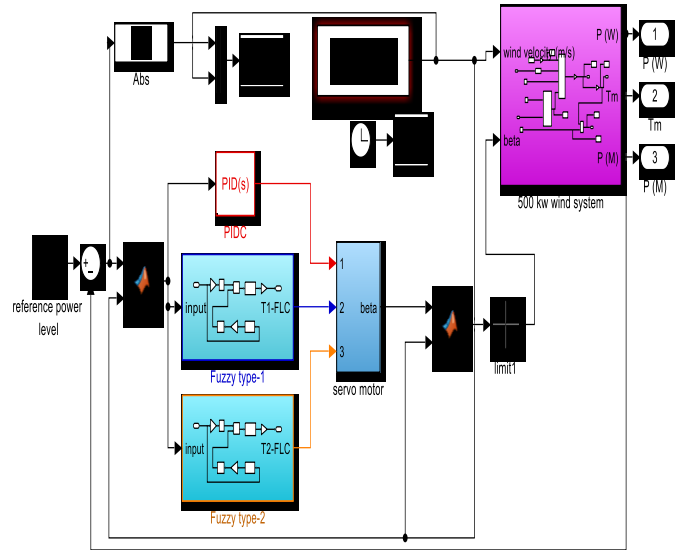 Abs
wind velocity(m/s)
beta
P (W)
Tm
P (M)
500 kw wind system
1
P (W)
2
Tm
3
P (M)
PID(s)
PIDC
+
_
reference power
level
input
T1-FLC
Fuzzy type-1
1
2
3
beta
servo motor
limit1
input
T2-FLC
Fuzzy type-2